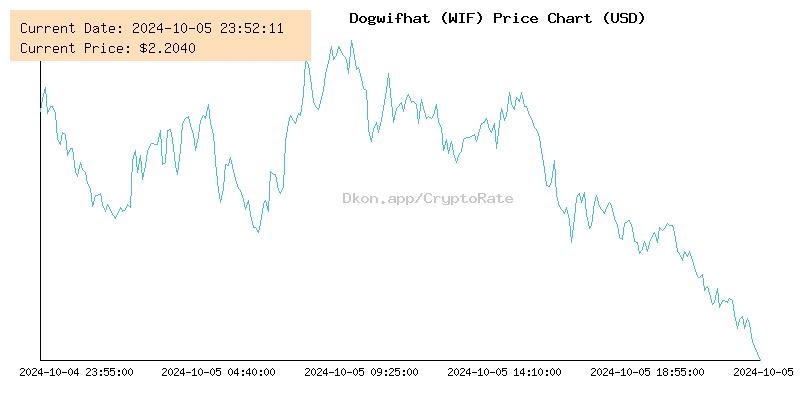 Dogwifhat (WIF) Price Chart (USD)
Current Date: 2024-10-05 23:52:11
Current Price: $2.2040
Dkon.app/CryptoRate
2024-10-04 23:55:00 2024-10-05 04:40:00 2024-10-05 09:25:00 2024-10-05 14:10:00 2024-10-05 18:55:00 2024-10-05